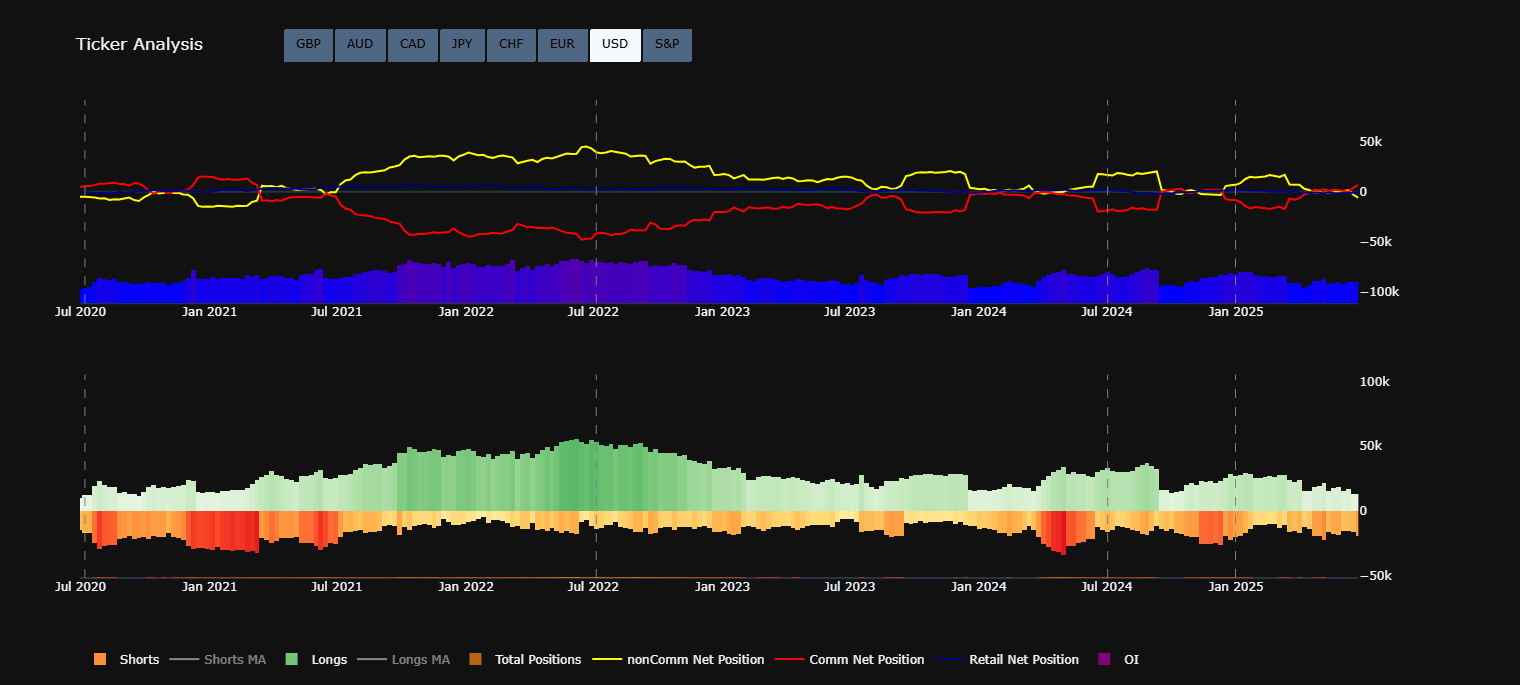 Ticker Analysis GBP AUD CAD JPY CHF EUR USD S&P
50k
0
−50k
−100k
Jul 2020 Jan 2021 Jul 2021 Jan 2022 Jul 2022 Jan 2023 Jul 2023 Jan 2024 Jul 2024 Jan 2025
100k
50k
0
−50k
Jul 2020 Jan 2021 Jul 2021 Jan 2022 Jul 2022 Jan 2023 Jul 2023 Jan 2024 Jul 2024 Jan 2025
Shorts Shorts MA Longs Longs MA Total Positions nonComm Net Position Comm Net Position Retail Net Position OI